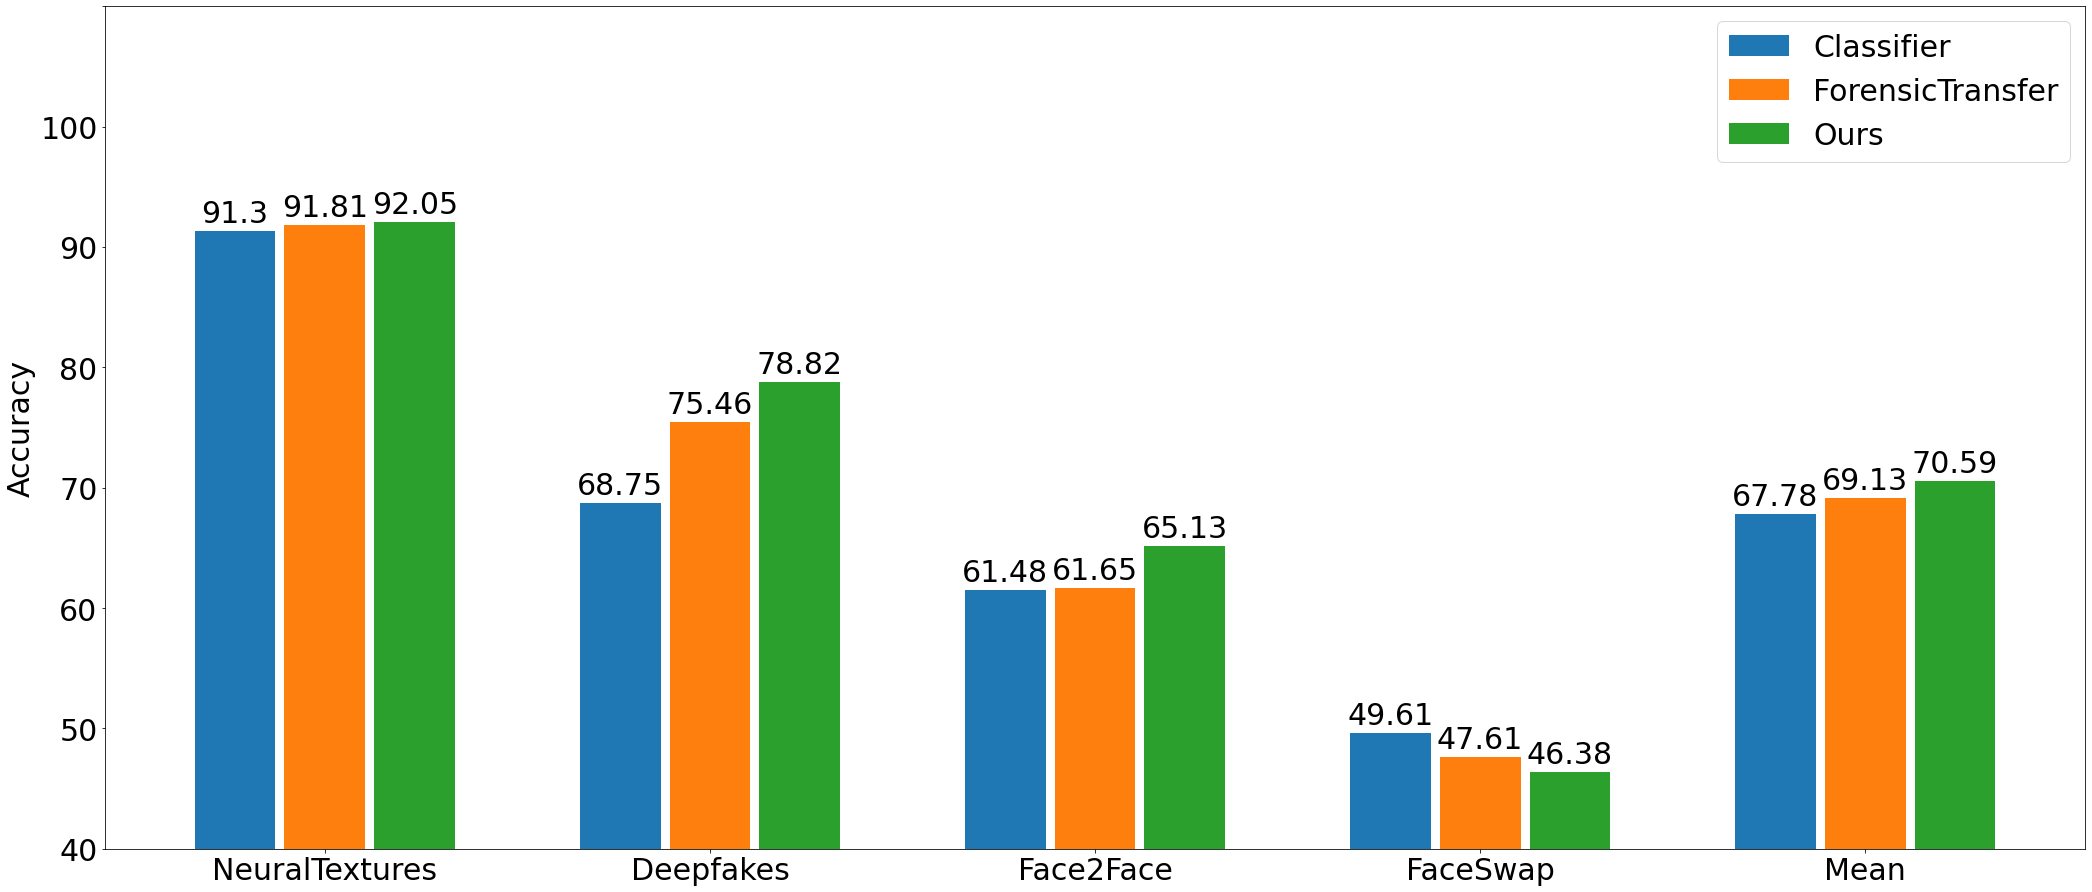 Classifier
ForensicTransfer
Ours
Accuracy
100
90
80
70
60
50
40
91.3
91.81
92.05
68.75
75.46
78.82
61.48
61.65
65.13
49.61
47.61
46.38
67.78
69.13
70.59
NeuralTextures
Deepfakes
Face2Face
FaceSwap
Mean